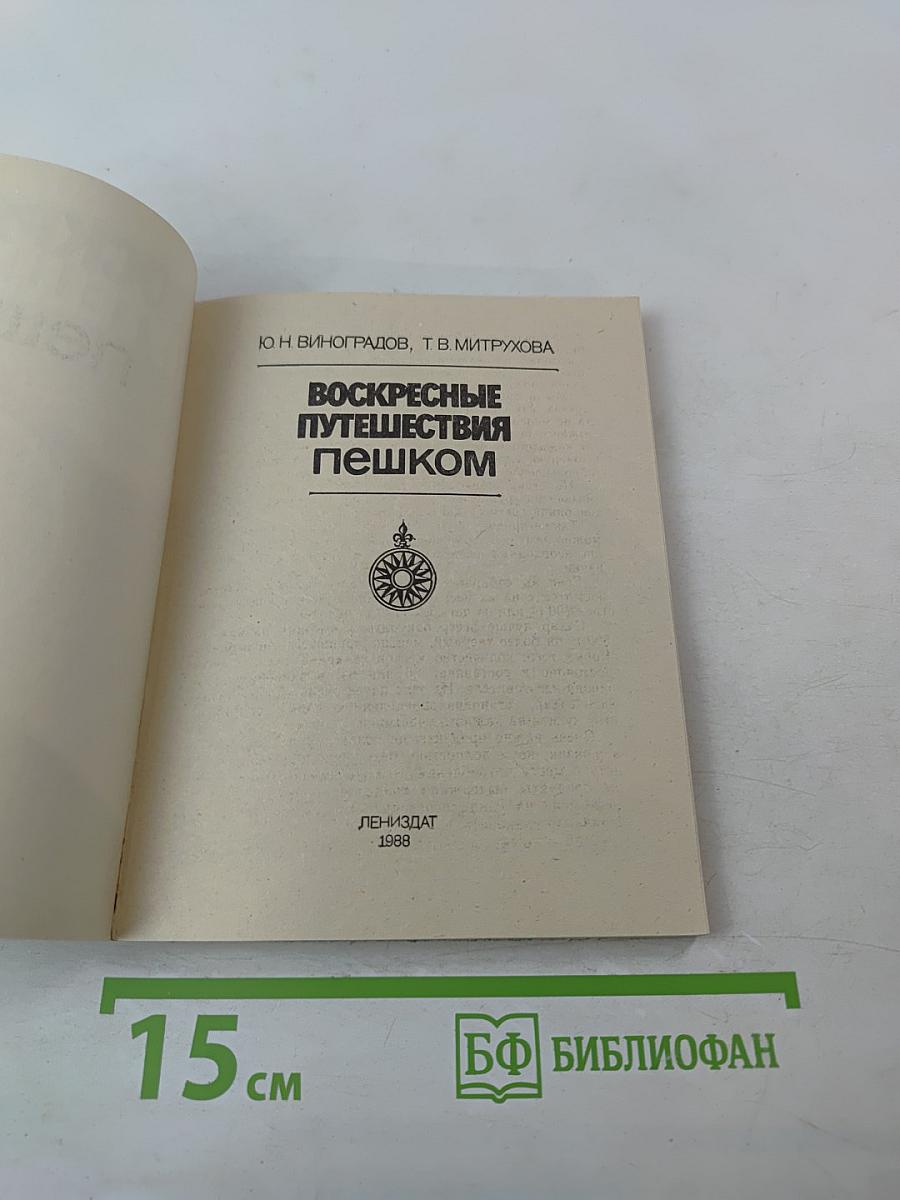 Ю. Н. ВИНОГРАДОВ, Т. В. МИТРУХОВА
ВОСКРЕСНЫЕ
ПУТЕШЕСТВИЯ
пешком
ЛЕНИЗДАТ
1988
15 см
БФ БИБЛИОФАН